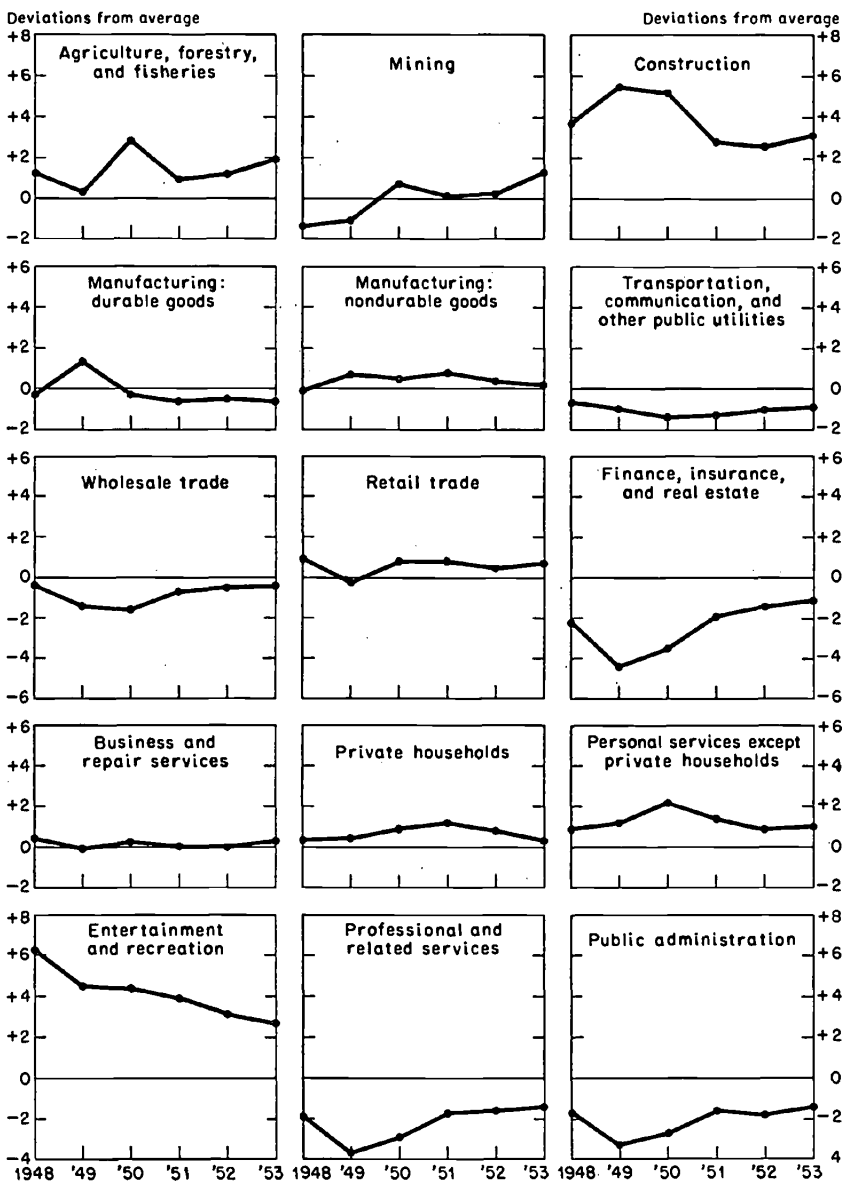 Deviations from average
Deviations from average
+8
+6
+4
+2
0
−2
Agriculture, forestry,
and fisheries
Mining
Construction
+8
+6
+4
+2
0
−2
+6
+4
+2
0
−2
Manufacturing:
durable goods
Manufacturing:
nondurable goods
Transportation,
communication, and
other public utilities
+6
+4
+2
0
−2
+6
+4
+2
0
−2
−4
−6
Wholesale trade
Retail trade
Finance, insurance,
and real estate
+6
+4
+2
0
−2
−4
−6
+6
+4
+2
0
−2
Business and
repair services
Private households
Personal services except
private households
+6
+4
+2
0
−2
+8
+6
+4
+2
0
−2
−4
Entertainment
and recreation
Professional and
related services
Public administration
+8
+6
+4
+2
0
−2
4
1948 '49 '50 '51 '52 '53
1948 '49 '50 '51 '52 '53
1948 '49 '50 '51 '52 '53